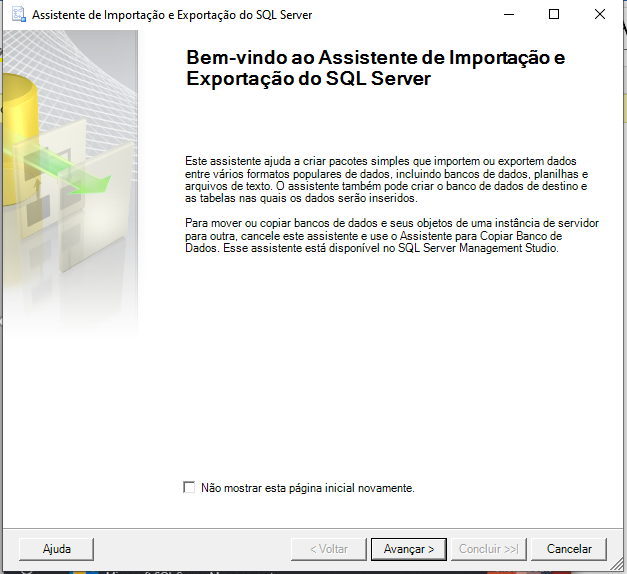 Assistente de Importação e Exportação do SQL Server
Bem-vindo ao Assistente de Importação e
Exportação do SQL Server
Este assistente ajuda a criar pacotes simples que importem ou exportem dados
entre vários formatos populares de dados, incluindo bancos de dados, planilhas e
arquivos de texto. O assistente também pode criar o banco de dados de destino e
as tabelas nas quais os dados serão inseridos.
Para mover ou copiar bancos de dados e seus objetos de uma instância de servidor
para outra, cancele este assistente e use o Assistente para Copiar Banco de
Dados. Esse assistente está disponível no SQL Server Management Studio.
Não mostrar esta página inicial novamente.
Ajuda
< Voltar
Avançar >
Concluir >>|
Cancelar